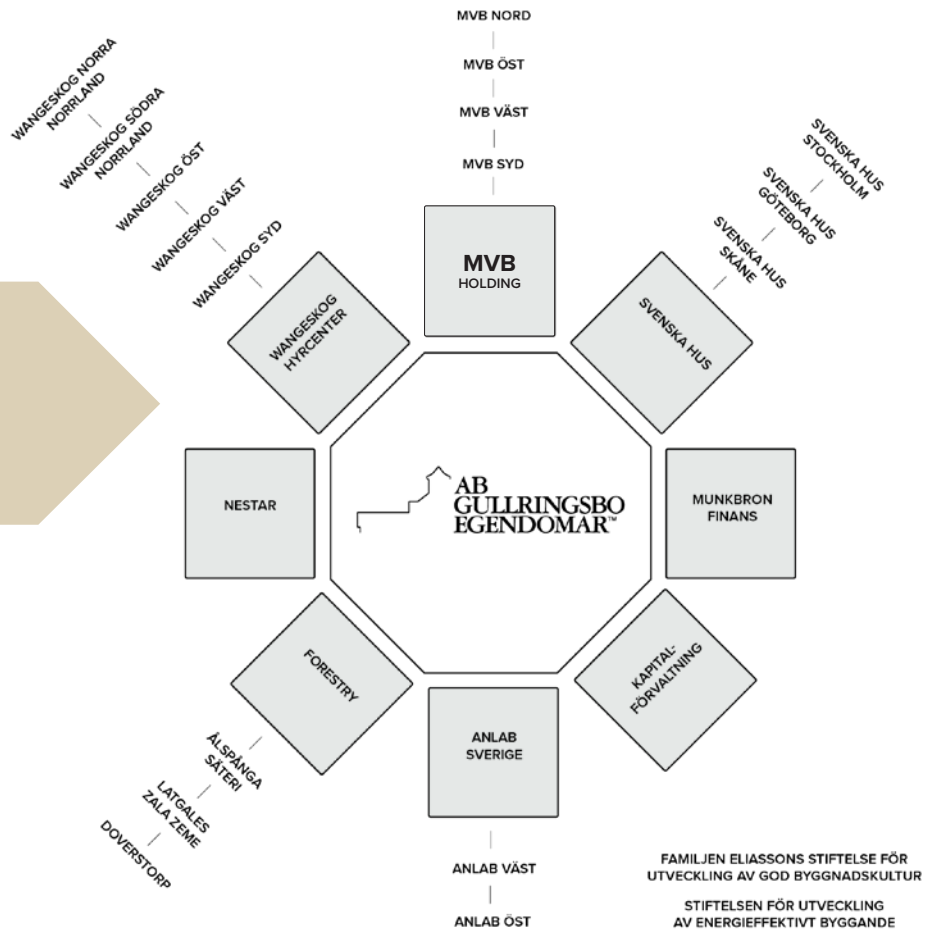 MVB NORD
MVB ÖST
MVB VÄST
MVB SYD
MVB
HOLDING
WANGESKOG NORRA
NORRLAND
WANGESKOG SÖDRA
NORRLAND
WANGESKOG ÖST
WANGESKOG VÄST
WANGESKOG SYD
WANGESKOG
HYRCENTER
SVENSKA HUS
STOCKHOLM
SVENSKA HUS
GÖTEBORG
SVENSKA HUS
SKÅNE
SVENSKA HUS
NESTAR
AB
GULLRINGSBO
EGENDOMAR™
MUNKBRON
FINANS
FORESTRY
ÅLSPÅNGA
SÄTERI
LATGALES
ZALA ZEME
DOVERSTORP
KAPITAL-
FÖRVALTNING
ANLAB
SVERIGE
ANLAB VÄST
ANLAB ÖST
FAMILJEN ELIASSONS STIFTELSE FÖR
UTVECKLING AV GOD BYGGNADSKULTUR
STIFTELSEN FÖR UTVECKLING
AV ENERGIEFFEKTIVT BYGGANDE